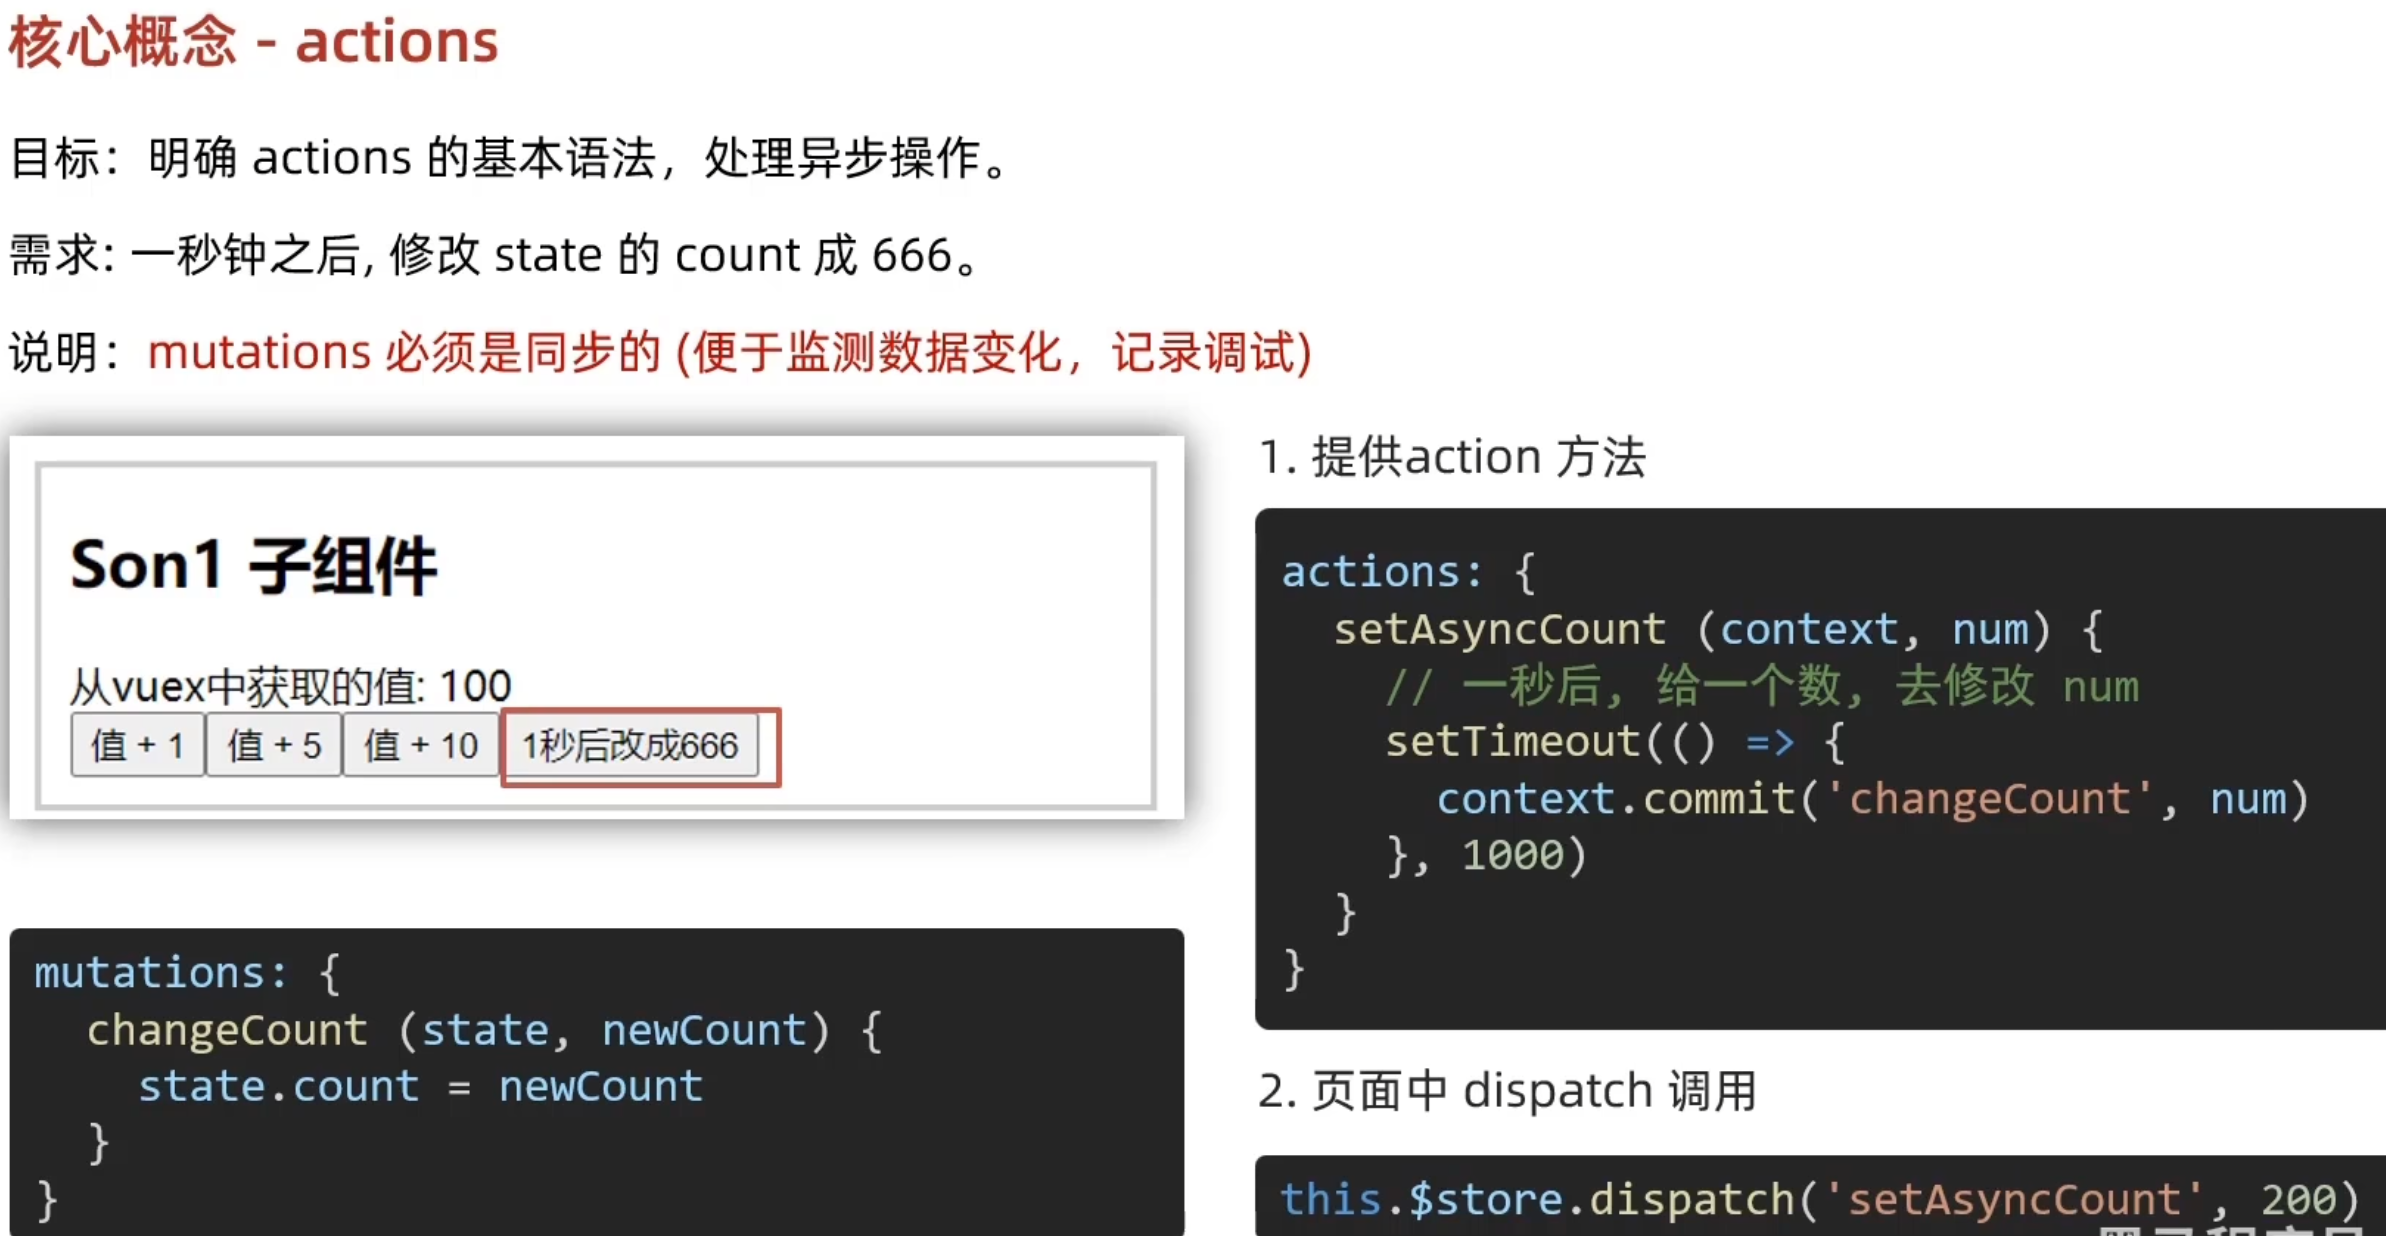 核心概念 - actions
目标：明确 actions 的基本语法，处理异步操作。
需求: 一秒钟之后, 修改 state 的 count 成 666。
说明：mutations 必须是同步的 (便于监测数据变化，记录调试)
Son1 子组件
从vuex中获取的值: 100
值 + 1 值 + 5 值 + 10 1秒后改成666
mutations: {
  changeCount (state, newCount) {
    state.count = newCount
  }
}
1. 提供action 方法
actions: {
  setAsyncCount (context, num) {
    // 一秒后, 给一个数, 去修改 num
    setTimeout(() => {
      context.commit('changeCount', num)
    }, 1000)
  }
}
2. 页面中 dispatch 调用
this.$store.dispatch('setAsyncCount', 200)